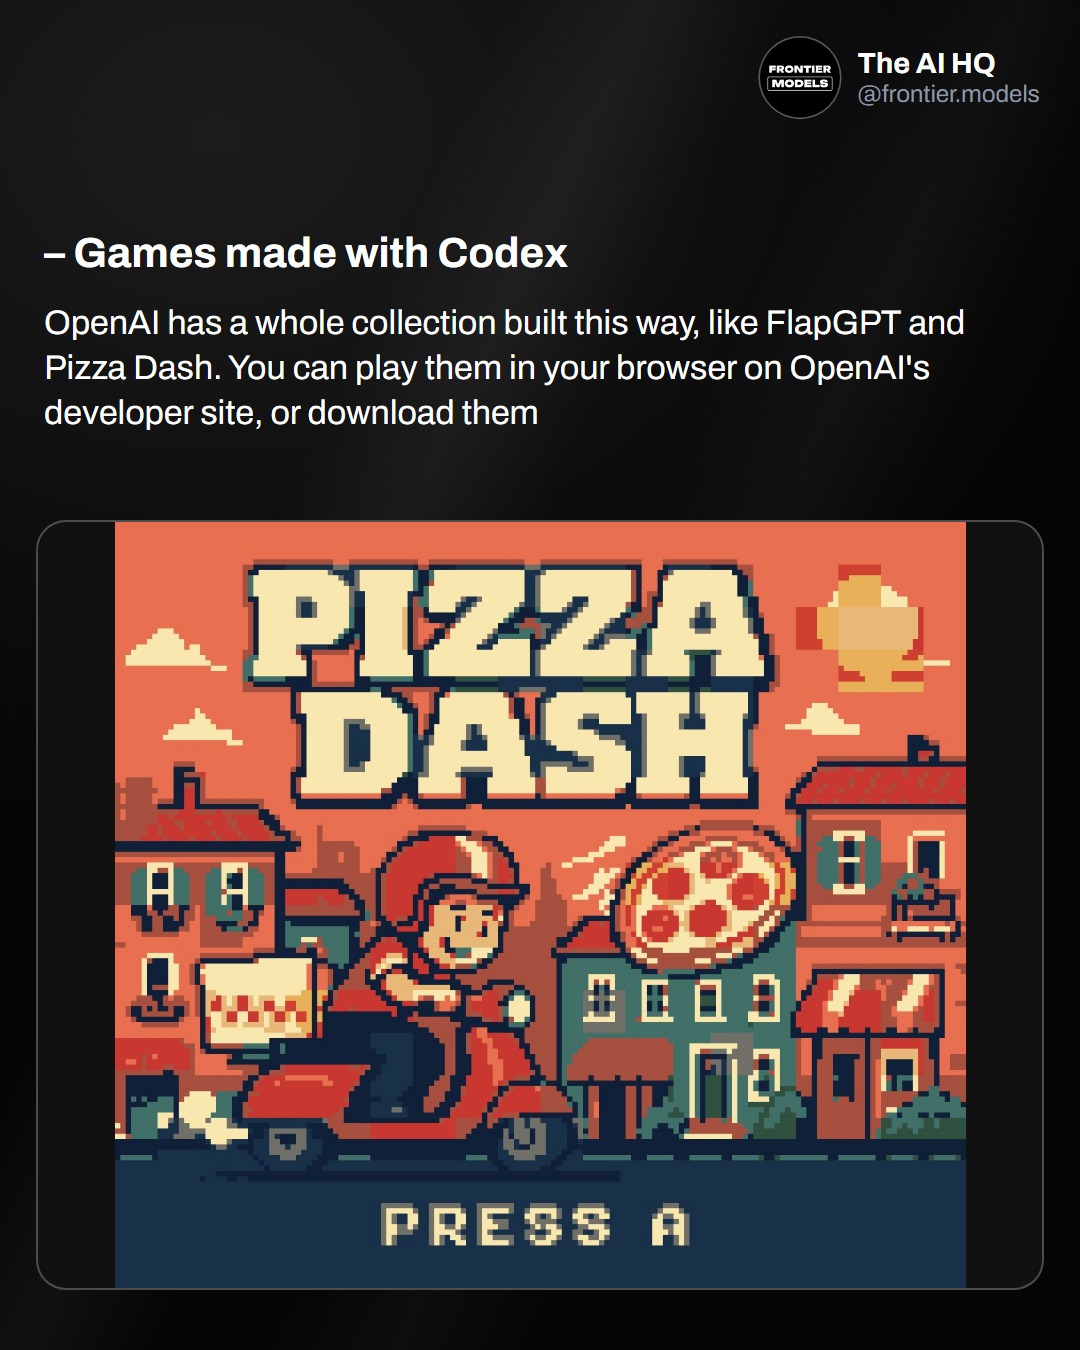 FRONTIER
MODELS
The AI HQ
@frontier.models
– Games made with Codex
OpenAI has a whole collection built this way, like FlapGPT and
Pizza Dash. You can play them in your browser on OpenAI's
developer site, or download them
PIZZA
DASH
PRESS A